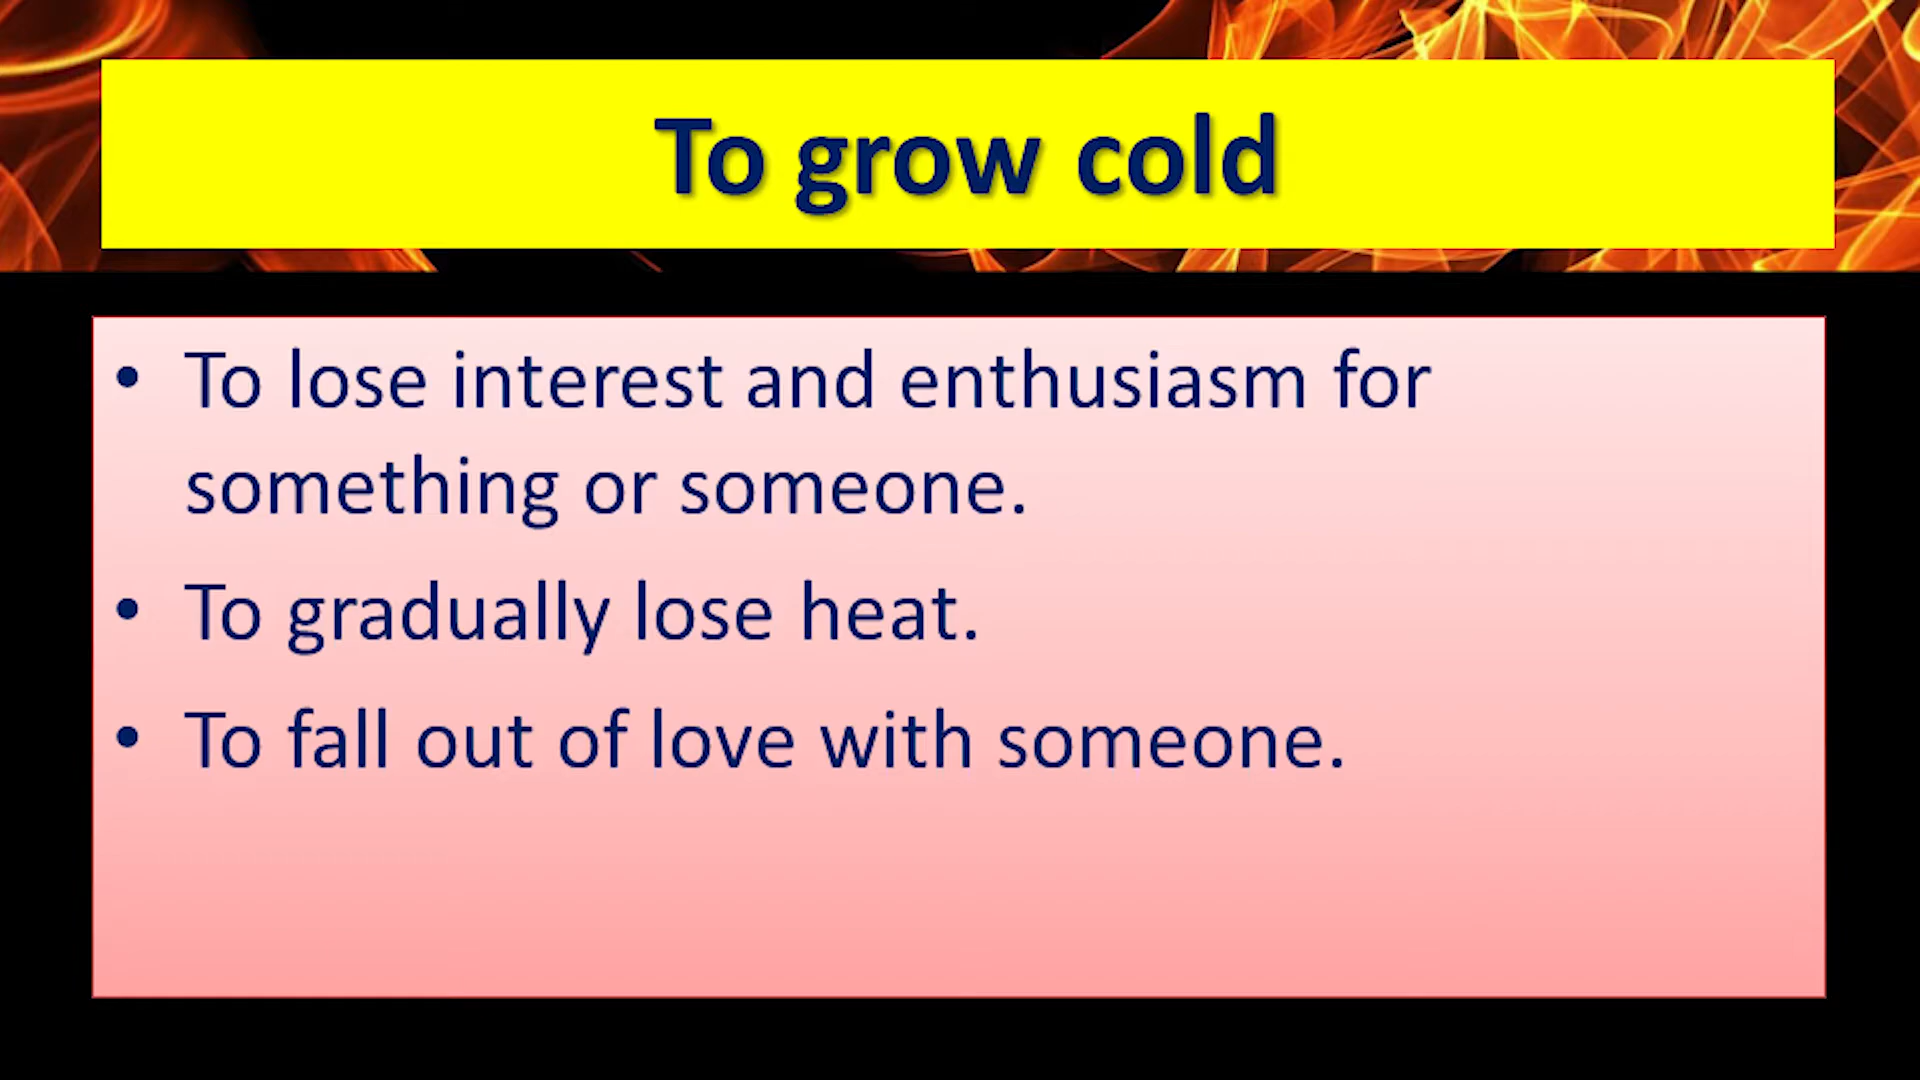 To grow cold
• To lose interest and enthusiasm for
something or someone.
• To gradually lose heat.
• To fall out of love with someone.